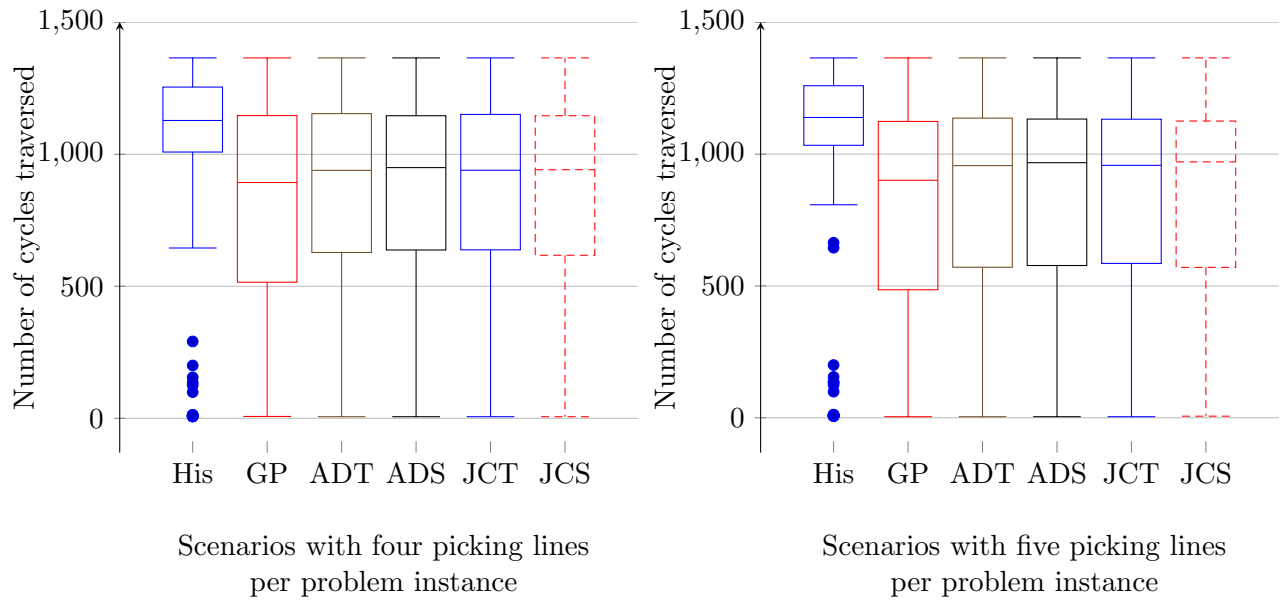 1,500
1,000
500
0
Number of cycles traversed
His GP ADT ADS JCT JCS
Scenarios with four picking lines
per problem instance
1,500
1,000
500
0
Number of cycles traversed
His GP ADT ADS JCT JCS
Scenarios with five picking lines
per problem instance